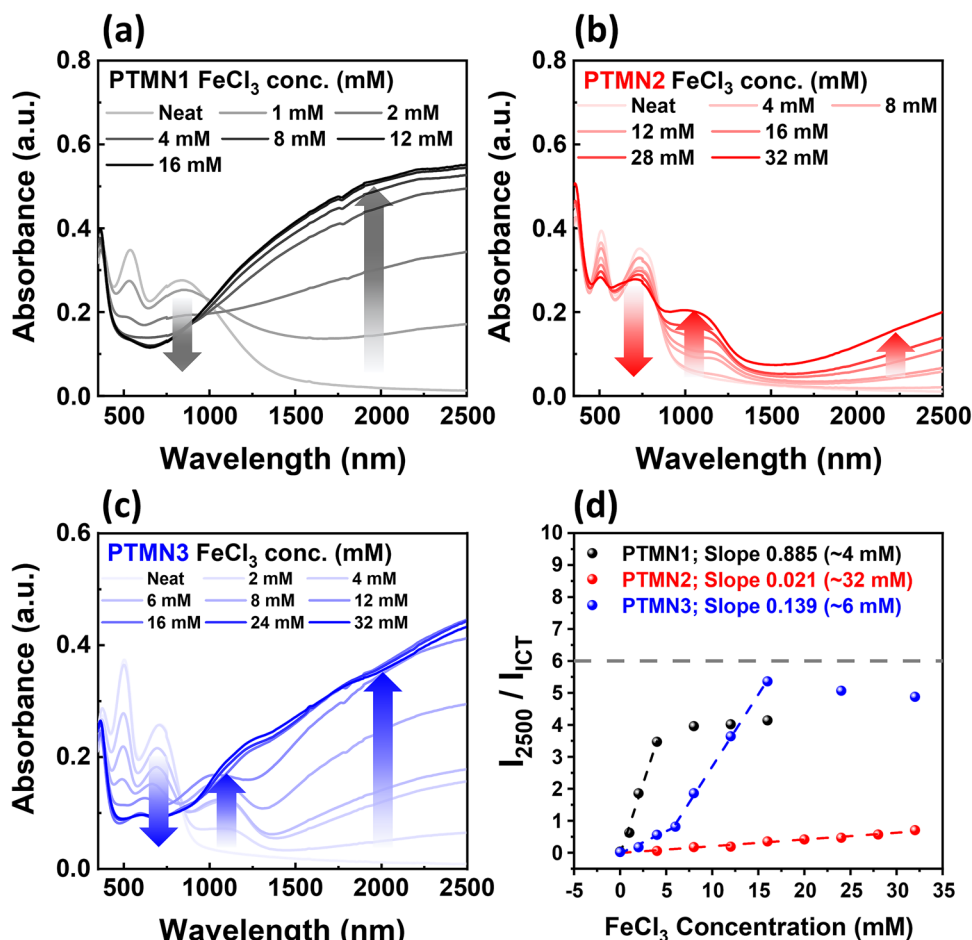 (a)
0.8
0.6
0.4
0.2
0.0
Absorbance (a.u.)
PTMN1 FeCl₃ conc. (mM)
Neat 1 mM 2 mM
4 mM 8 mM 12 mM
16 mM
500 1000 1500 2000 2500
Wavelength (nm)
(b)
0.8
0.6
0.4
0.2
0.0
Absorbance (a.u.)
PTMN2 FeCl₃ conc. (mM)
Neat 4 mM 8 mM
12 mM 16 mM
28 mM 32 mM
500 1000 1500 2000 2500
Wavelength (nm)
(c)
0.6
0.4
0.2
0.0
Absorbance (a.u.)
PTMN3 FeCl₃ conc. (mM)
Neat 2 mM 4 mM
6 mM 8 mM 12 mM
16 mM 24 mM 32 mM
500 1000 1500 2000 2500
Wavelength (nm)
(d)
10
9
8
7
6
5
4
3
2
1
0
I₂₅₀₀ / I_ICT
PTMN1; Slope 0.885 (~4 mM)
PTMN2; Slope 0.021 (~32 mM)
PTMN3; Slope 0.139 (~6 mM)
-5 0 5 10 15 20 25 30 35
FeCl₃ Concentration (mM)